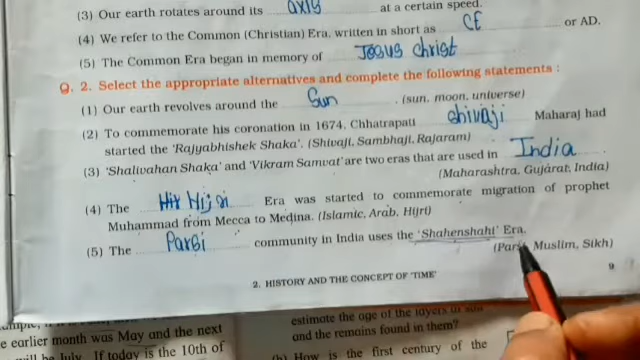 (3) Our earth rotates around its axis at a certain speed.
(4) We refer to the Common (Christian) Era, written in short as CE or AD.
(5) The Common Era began in memory of Jesus Christ
Q. 2. Select the appropriate alternatives and complete the following statements :
(1) Our earth revolves around the Sun . (sun, moon, universe)
(2) To commemorate his coronation in 1674, Chhatrapati shivaji Maharaj had
started the 'Rajyabhishek Shaka'. (Shivaji, Sambhaji, Rajaram)
(3) 'Shalivahan Shaka' and 'Vikram Samvat' are two eras that are used in India .
(Maharashtra, Gujarat, India)
(4) The Hijri Era was started to commemorate migration of prophet
Muhammad from Mecca to Medina. (Islamic, Arab, Hijri)
(5) The Parsi community in India uses the 'Shahenshahi' Era.
(Parsi, Muslim, Sikh)
2. HISTORY AND THE CONCEPT OF 'TIME'
9
e earlier month was May and the next
will be July. If today is the 10th of
estimate the age of the layers
and the remains found in them?
How is the first century of the